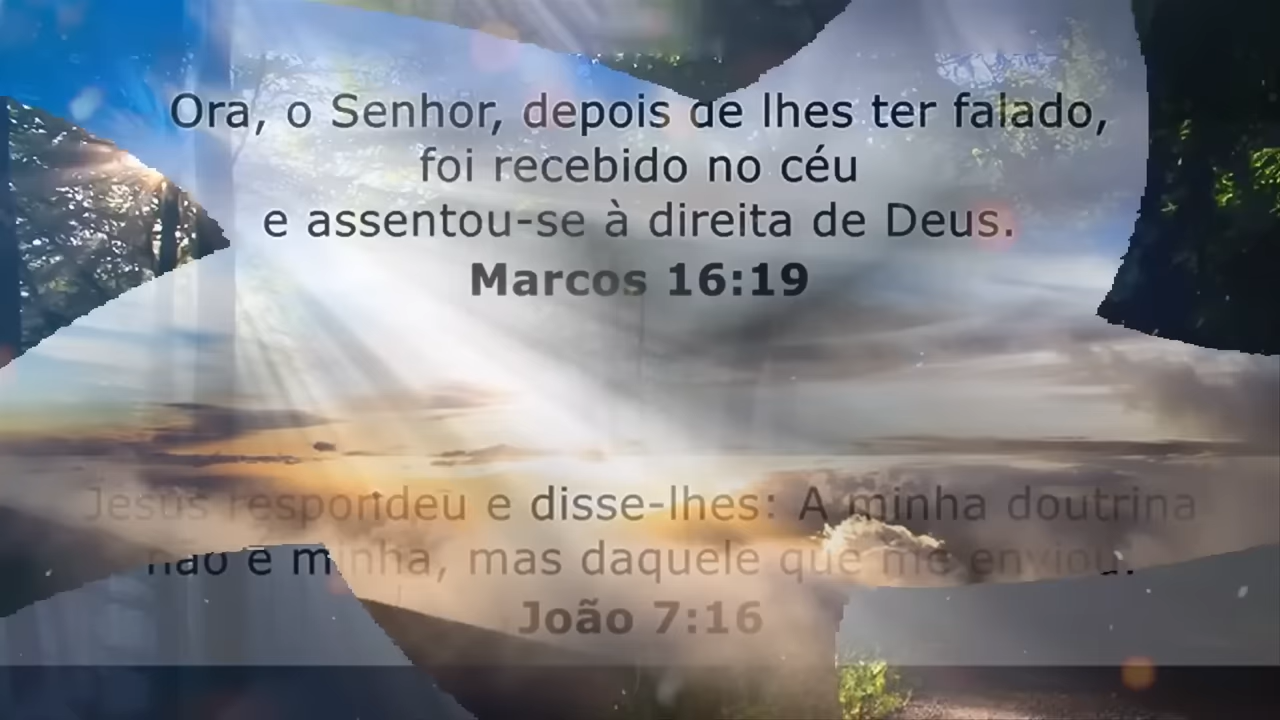 Ora, o Senhor, depois de lhes ter falado,
foi recebido no céu
e assentou-se à direita de Deus.
Marcos 16:19
Jesus respondeu e disse-lhes: A minha doutrina
não é minha, mas daquele que me enviou.
João 7:16